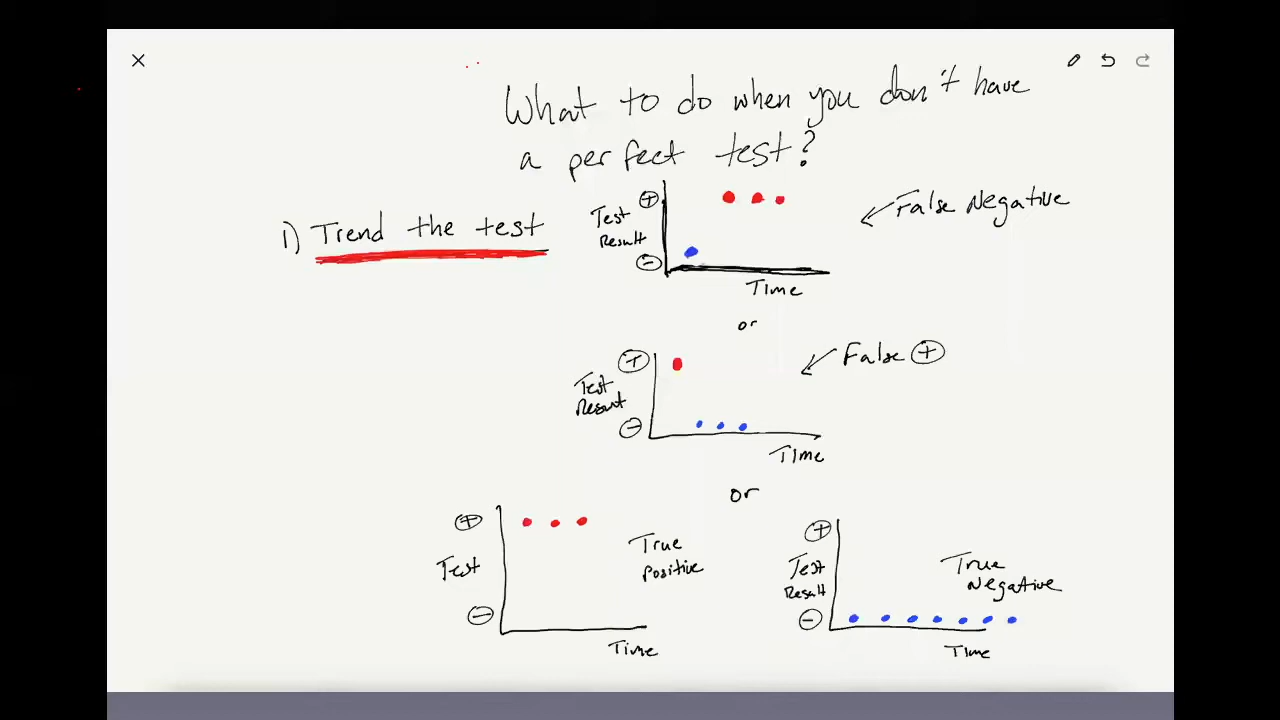 What to do when you don't have
a perfect test?
1) Trend the test
Test
Result
+
-
Time
False Negative
or
Test
Result
+
-
Time
False +
or
+
Test
-
Time
True
Positive
+
Test
Result
-
Time
True
Negative